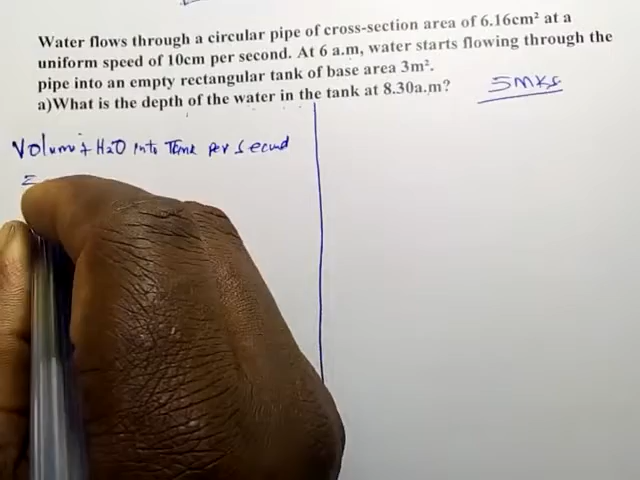 Water flows through a circular pipe of cross-section area of 6.16cm² at a
uniform speed of 10cm per second. At 6 a.m, water starts flowing through the
pipe into an empty rectangular tank of base area 3m².
a)What is the depth of the water in the tank at 8.30a.m?
5MKs
Volume of H2O into Tank per Second
=